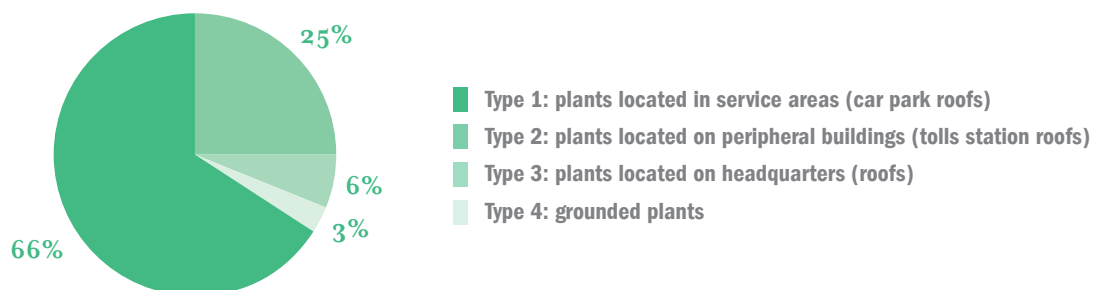 25%
Type 1: plants located in service areas (car park roofs)
Type 2: plants located on peripheral buildings (tolls station roofs)
Type 3: plants located on headquarters (roofs)
6%
Type 4: grounded plants
3%
66%